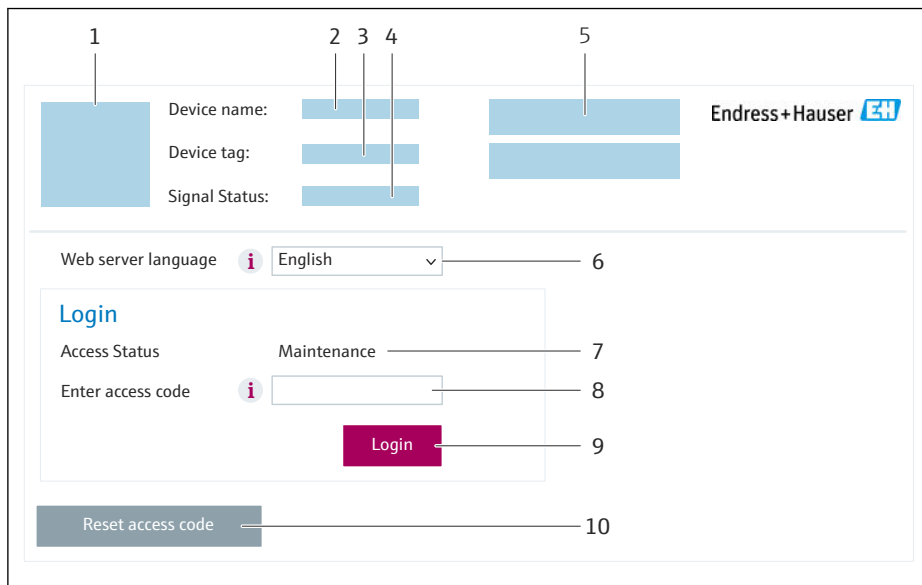 1 2 3 4 5
Device name:
Endress+Hauser EH
Device tag:
Signal Status:
Web server language i English 6
Login
Access Status Maintenance 7
Enter access code i 8
Login 9
Reset access code 10